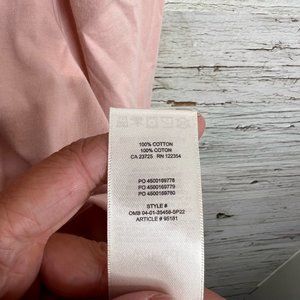 100% COTTON
100% COTON
CA 23725 RN 122354
PO 4500169778
PO 4500169779
PO 4500169780
STYLE #
OMB 04-01-35458-SP22
ARTICLE # 95181